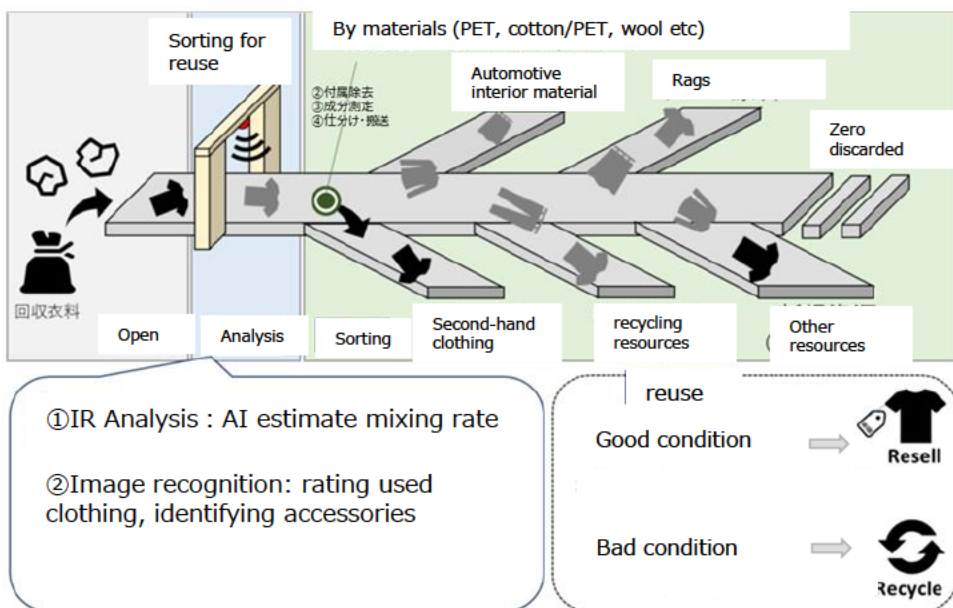 Sorting for
reuse
By materials (PET, cotton/PET, wool etc)
②付属除去
③成分測定
④仕分け・搬送
Automotive
interior material
Rags
Zero
discarded
回収衣料
Open
Analysis
Sorting
Second-hand
clothing
recycling
resources
Other
resources
①IR Analysis : AI estimate mixing rate
②Image recognition: rating used
clothing, identifying accessories
reuse
Good condition
Resell
Bad condition
Recycle